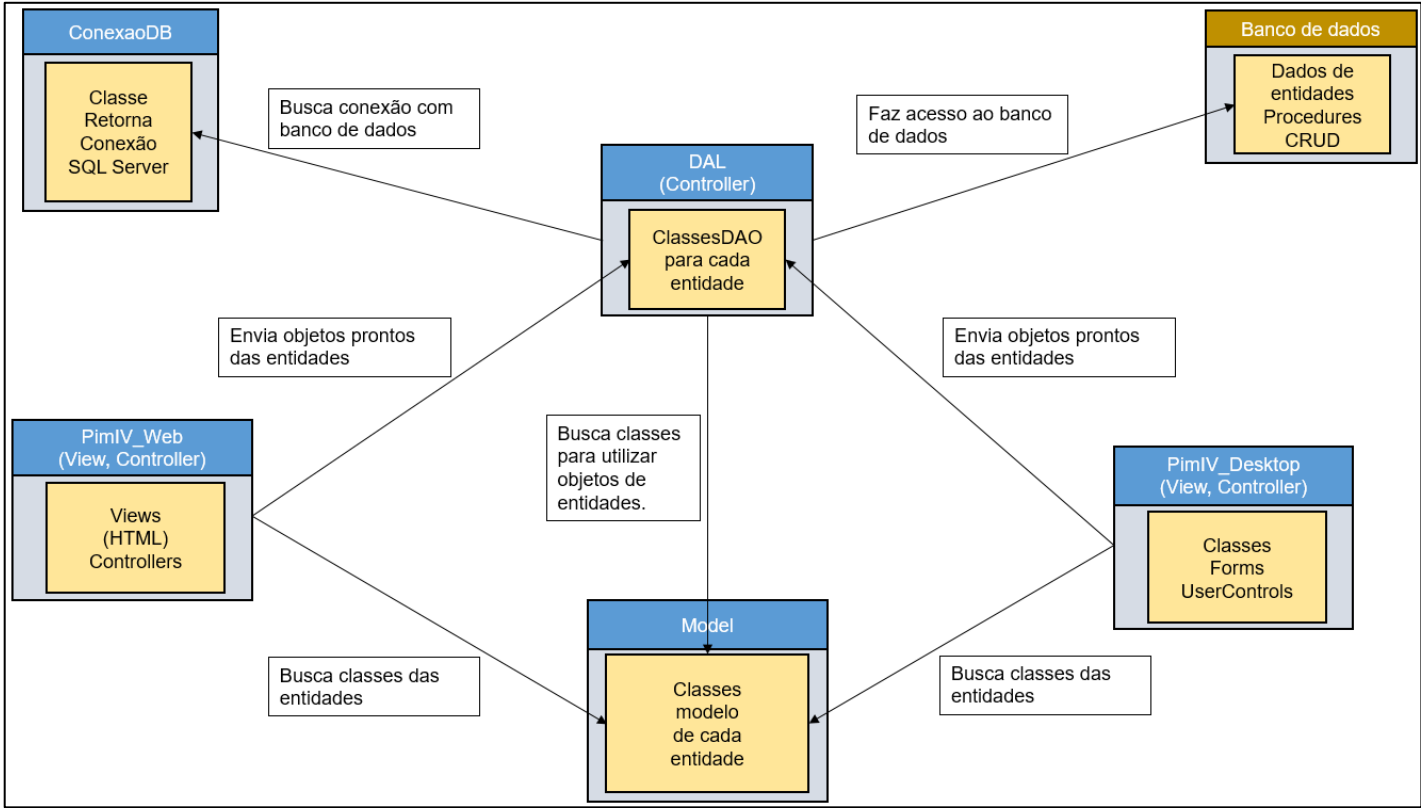 ConexaoDB
Classe
Retorna
Conexão
SQL Server
Busca conexão com
banco de dados
DAL
(Controller)
ClassesDAO
para cada
entidade
Faz acesso ao banco
de dados
Banco de dados
Dados de
entidades
Procedures
CRUD
Envia objetos prontos
das entidades
Envia objetos prontos
das entidades
PimIV_Web
(View, Controller)
Views
(HTML)
Controllers
Busca classes
para utilizar
objetos de
entidades.
PimIV_Desktop
(View, Controller)
Classes
Forms
UserControls
Busca classes das
entidades
Model
Classes
modelo
de cada
entidade
Busca classes das
entidades